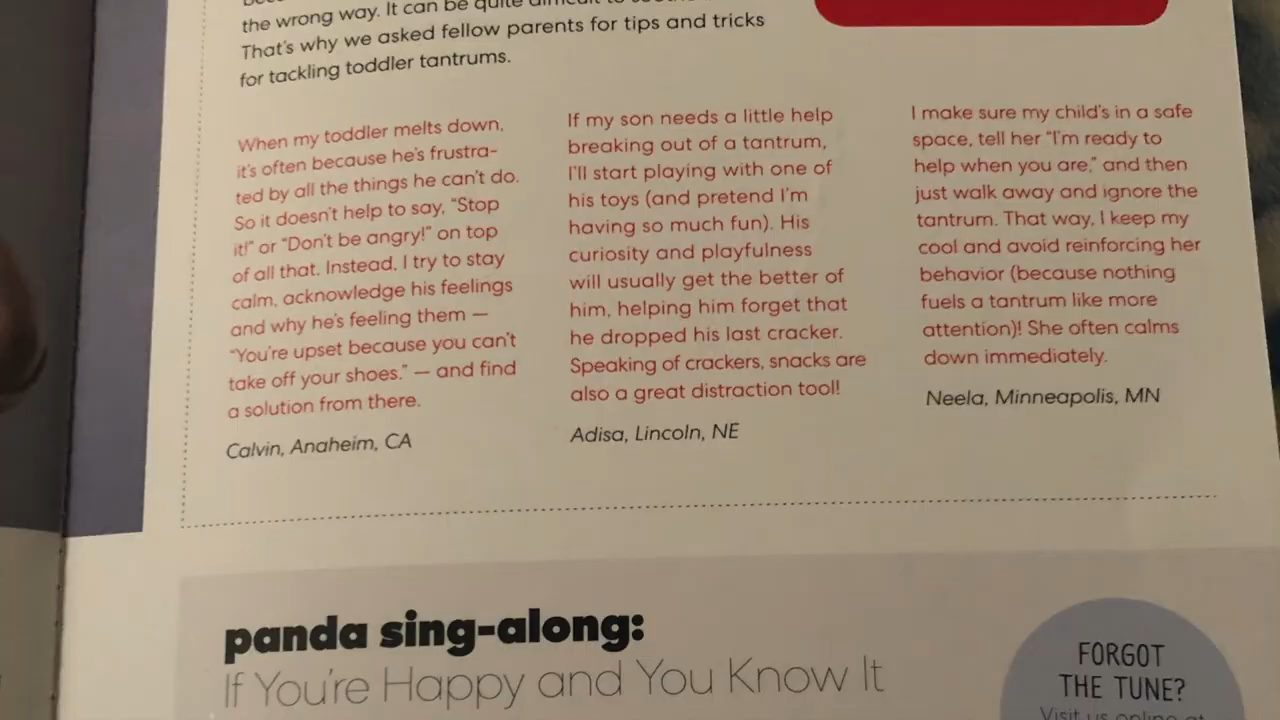 the wrong way. It can be quite difficult to
That's why we asked fellow parents for tips and tricks
for tackling toddler tantrums.
When my toddler melts down,
it's often because he's frustra-
ted by all the things he can't do.
So it doesn't help to say, "Stop
it!" or "Don't be angry!" on top
of all that. Instead, I try to stay
calm, acknowledge his feelings
and why he's feeling them —
"You're upset because you can't
take off your shoes." — and find
a solution from there.
Calvin, Anaheim, CA
If my son needs a little help
breaking out of a tantrum,
I'll start playing with one of
his toys (and pretend I'm
having so much fun). His
curiosity and playfulness
will usually get the better of
him, helping him forget that
he dropped his last cracker.
Speaking of crackers, snacks are
also a great distraction tool!
Adisa, Lincoln, NE
I make sure my child's in a safe
space, tell her "I'm ready to
help when you are," and then
just walk away and ignore the
tantrum. That way, I keep my
cool and avoid reinforcing her
behavior (because nothing
fuels a tantrum like more
attention)! She often calms
down immediately.
Neela, Minneapolis, MN
panda sing-along:
If You're Happy and You Know It
FORGOT
THE TUNE?
Visit us online at